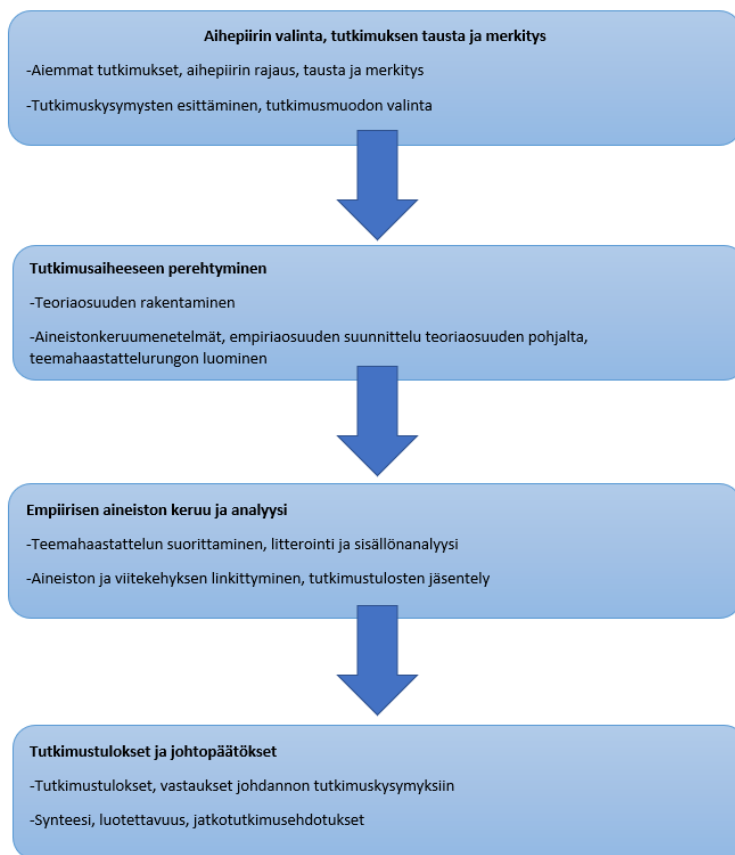 Aihepiirin valinta, tutkimuksen tausta ja merkitys
-Aiemmat tutkimukset, aihepiirin rajaus, tausta ja merkitys
-Tutkimuskysymysten esittäminen, tutkimusmuodon valinta
Tutkimusaiheeseen perehtyminen
-Teoriaosuuden rakentaminen
-Aineistonkeruumenetelmät, empiriaosuuden suunnittelu teoriaosuuden pohjalta,
teemahaastattelurungon luominen
Empiirisen aineiston keruu ja analyysi
-Teemahaastattelun suorittaminen, litterointi ja sisällönanalyysi
-Aineiston ja viitekehyksen linkittyminen, tutkimustulosten jäsentely
Tutkimustulokset ja johtopäätökset
-Tutkimustulokset, vastaukset johdannon tutkimuskysymyksiin
-Synteesi, luotettavuus, jatkotutkimusehdotukset